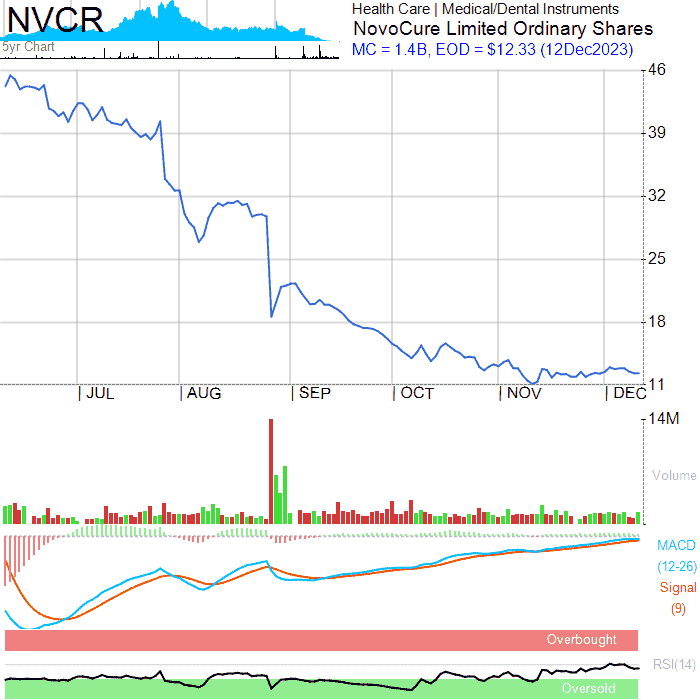 NVCR
5yr Chart
Health Care | Medical/Dental Instruments
NovoCure Limited Ordinary Shares
MC = 1.4B, EOD = $12.33 (12Dec2023)
46
39
32
25
18
11
| JUL | AUG | SEP | OCT | NOV | DEC
14M
Volume
MACD
(12-26)
Signal
(9)
Overbought
RSI(14)
Oversold